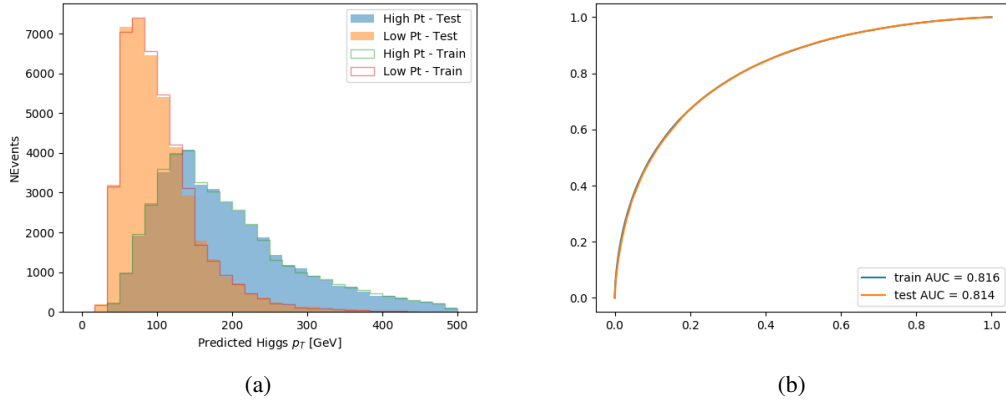 High Pt - Test
Low Pt - Test
High Pt - Train
Low Pt - Train
NEvents
7000
6000
5000
4000
3000
2000
1000
0
0 100 200 300 400 500
Predicted Higgs p_T [GeV]
(a)
1.0
0.8
0.6
0.4
0.2
0.0
train AUC = 0.816
test AUC = 0.814
0.0 0.2 0.4 0.6 0.8 1.0
(b)